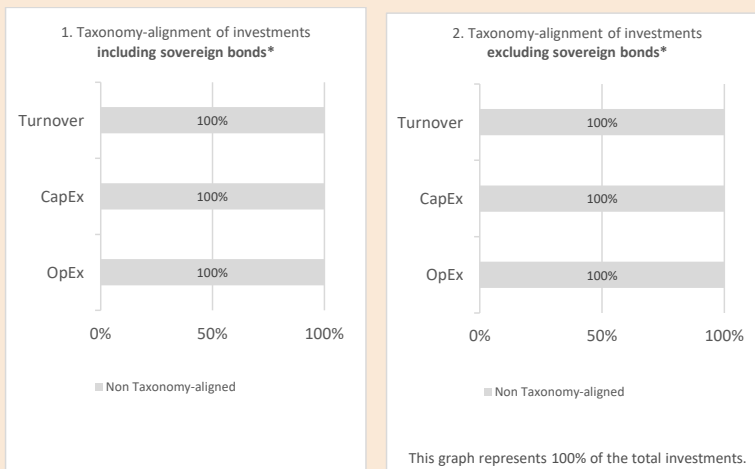 1. Taxonomy-alignment of investments
including sovereign bonds*
Turnover
100%
CapEx
100%
OpEx
100%
0% 50% 100%
Non Taxonomy-aligned
2. Taxonomy-alignment of investments
excluding sovereign bonds*
Turnover
100%
CapEx
100%
OpEx
100%
0% 50% 100%
Non Taxonomy-aligned
This graph represents 100% of the total investments.